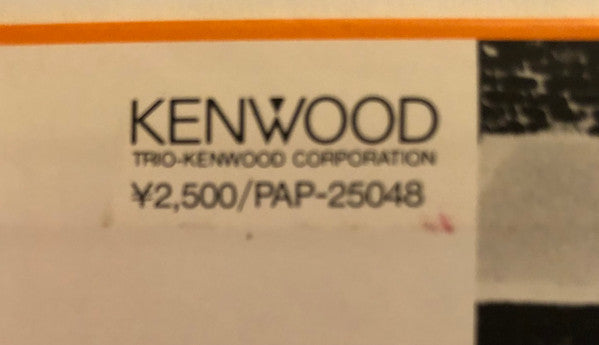 KENWOOD
TRIO-KENWOOD CORPORATION
¥2,500/PAP-25048